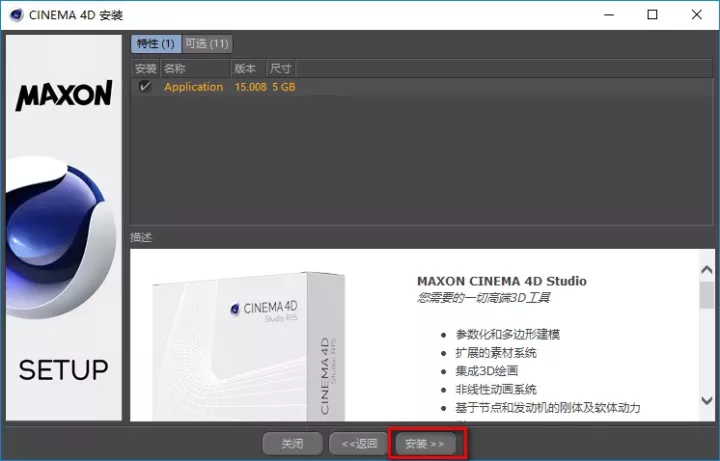 CINEMA 4D 安装
MAXON
SETUP
特性 (1) 可选 (11)
安装 名称 版本 尺寸
Application 15.008 5 GB
描述
CINEMA 4D
Studio R15
CINEMA 4D
MAXON CINEMA 4D Studio
您需要的一切高端3D工具
• 参数化和多边形建模
• 扩展的素材系统
• 集成3D绘画
• 非线性动画系统
• 基于节点和发动机的刚体及软体动力
关闭 <<返回 安装 >>